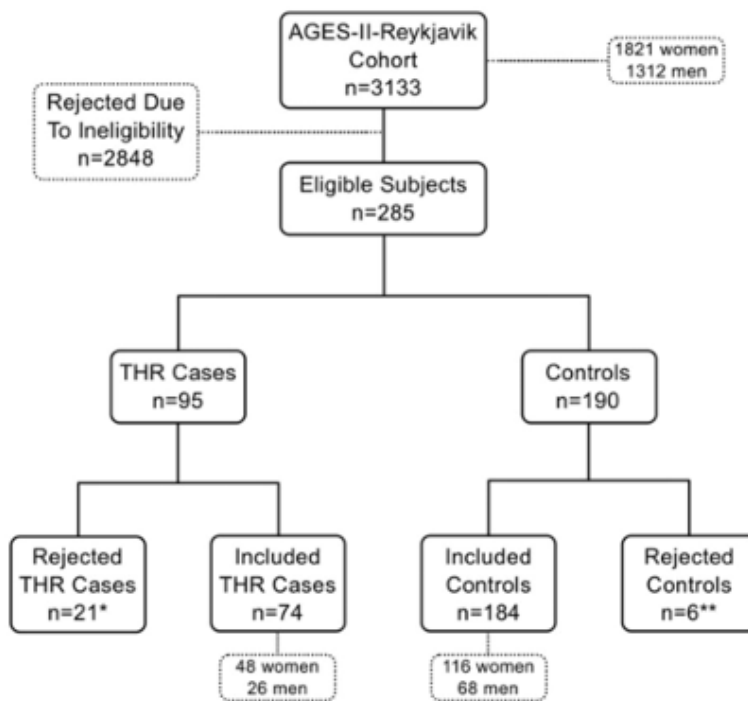 AGES-II-Reykjavik
Cohort
n=3133
1821 women
1312 men
Rejected Due
To Ineligibility
n=2848
Eligible Subjects
n=285
THR Cases
n=95
Controls
n=190
Rejected
THR Cases
n=21*
Included
THR Cases
n=74
Included
Controls
n=184
Rejected
Controls
n=6**
48 women
26 men
116 women
68 men